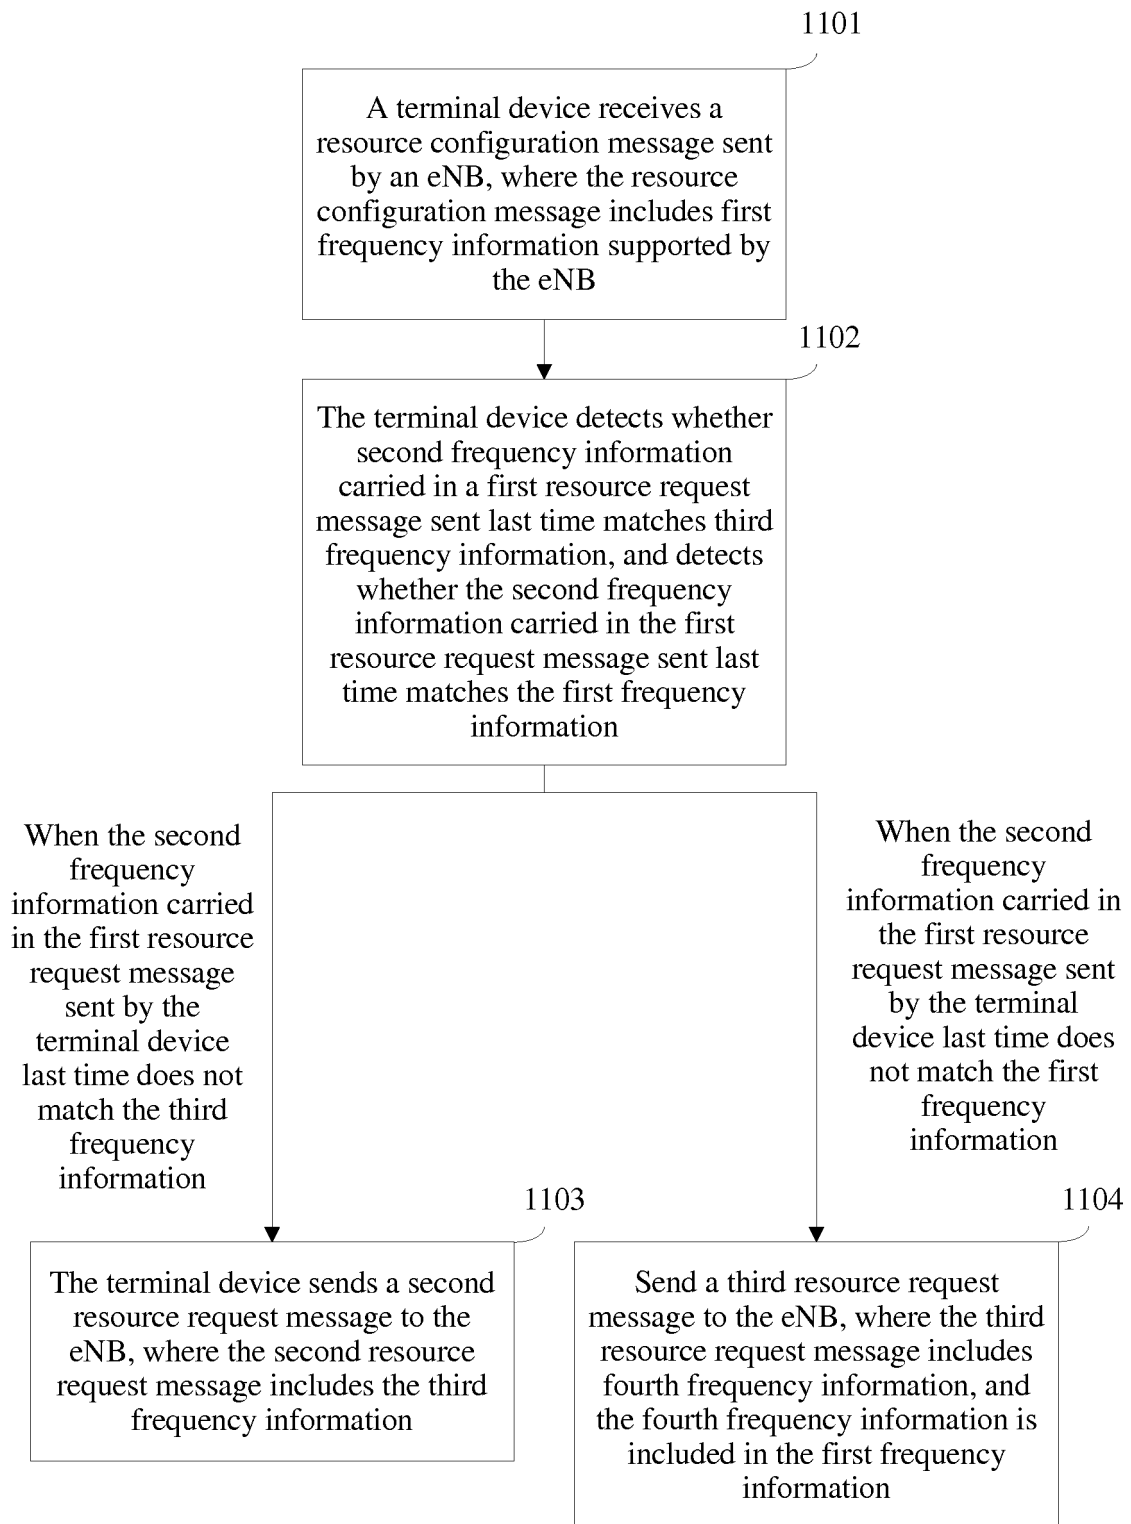 1101
A terminal device receives a
resource configuration message sent
by an eNB, where the resource
configuration message includes first
frequency information supported by
the eNB
1102
The terminal device detects whether
second frequency information
carried in a first resource request
message sent last time matches third
frequency information, and detects
whether the second frequency
information carried in the first
resource request message sent last
time matches the first frequency
information
When the second
frequency
information carried
in the first resource
request message
sent by the
terminal device
last time does not
match the third
frequency
information
When the second
frequency
information carried in
the first resource
request message sent
by the terminal
device last time does
not match the first
frequency
information
1103
The terminal device sends a second
resource request message to the
eNB, where the second resource
request message includes the third
frequency information
1104
Send a third resource request
message to the eNB, where the third
resource request message includes
fourth frequency information, and
the fourth frequency information is
included in the first frequency
information